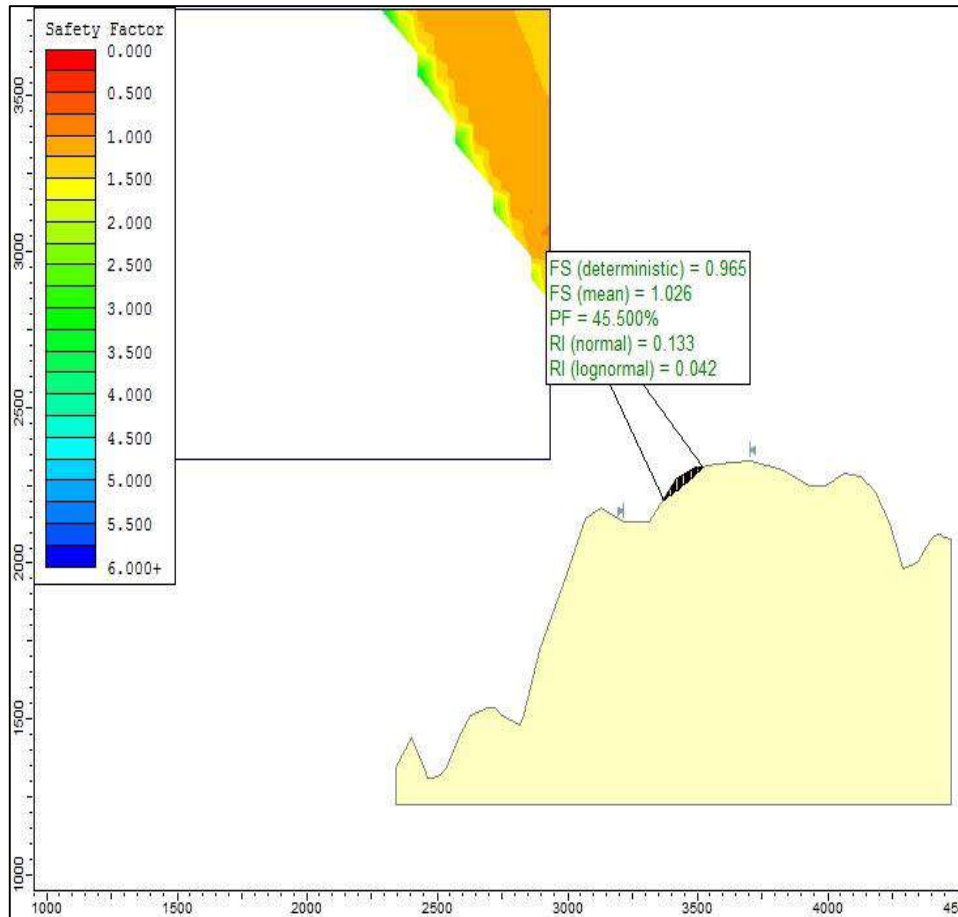 Safety Factor
0.000
0.500
1.000
1.500
2.000
2.500
3.000
3.500
4.000
4.500
5.000
5.500
6.000+
FS (deterministic) = 0.965
FS (mean) = 1.026
PF = 45.500%
RI (normal) = 0.133
RI (lognormal) = 0.042
3500
3000
2500
2000
1500
1000
1000 1500 2000 2500 3000 3500 4000 45